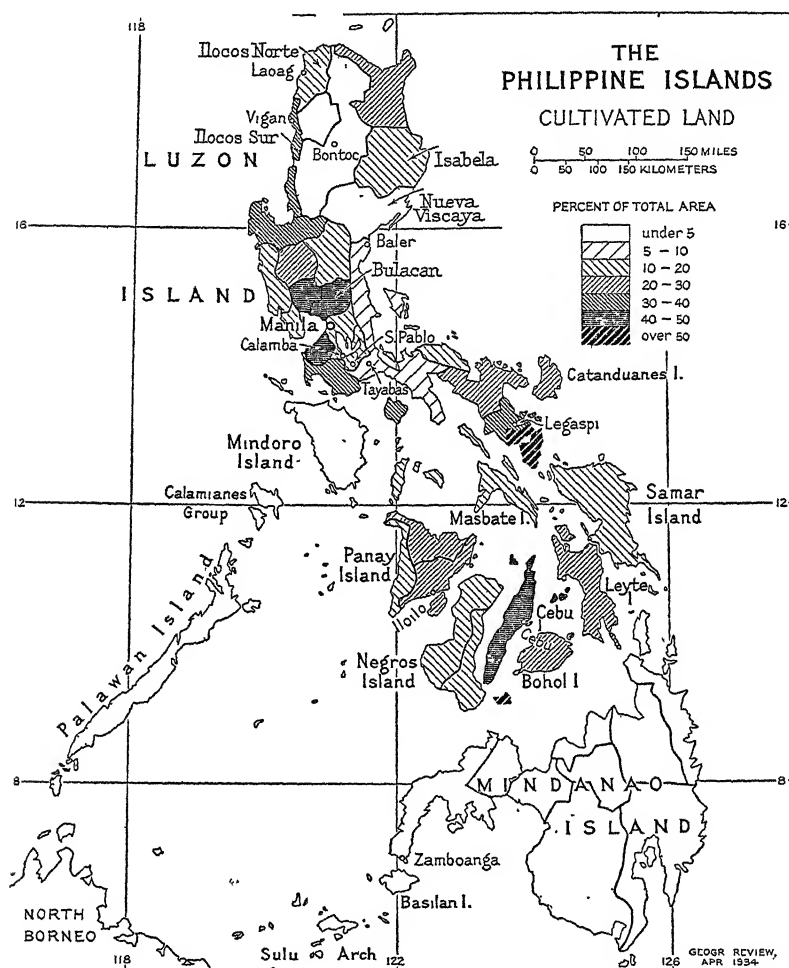 118
THE
PHILIPPINE ISLANDS
CULTIVATED LAND
0 50 100 150 MILES
0 50 100 150 KILOMETERS
PERCENT OF TOTAL AREA
under 5
5 – 10
10 – 20
20 – 30
30 – 40
40 – 50
over 50
Ilocos Norte
Laoag
Vigan
Ilocos Sur
LUZON
Bontoc
Isabela
Nueva
Viscaya
16
16
Baler
Bulacan
ISLAND
Manila
S. Pablo
Calamba
Tayabas
Catanduanes I.
Legaspi
Mindoro
Island
12
12
Calamianes
Group
Masbate I.
Samar
Island
Panay
Island
Leyte
I
Iloilo
Cebu
Cebu
Palawan Island
Negros
Island
Bohol I
8
8
MINDANAO
ISLAND
Zamboanga
Basilan I.
NORTH
BORNEO
Sulu Arch
118
122
126
GEOGR REVIEW,
APR 1934